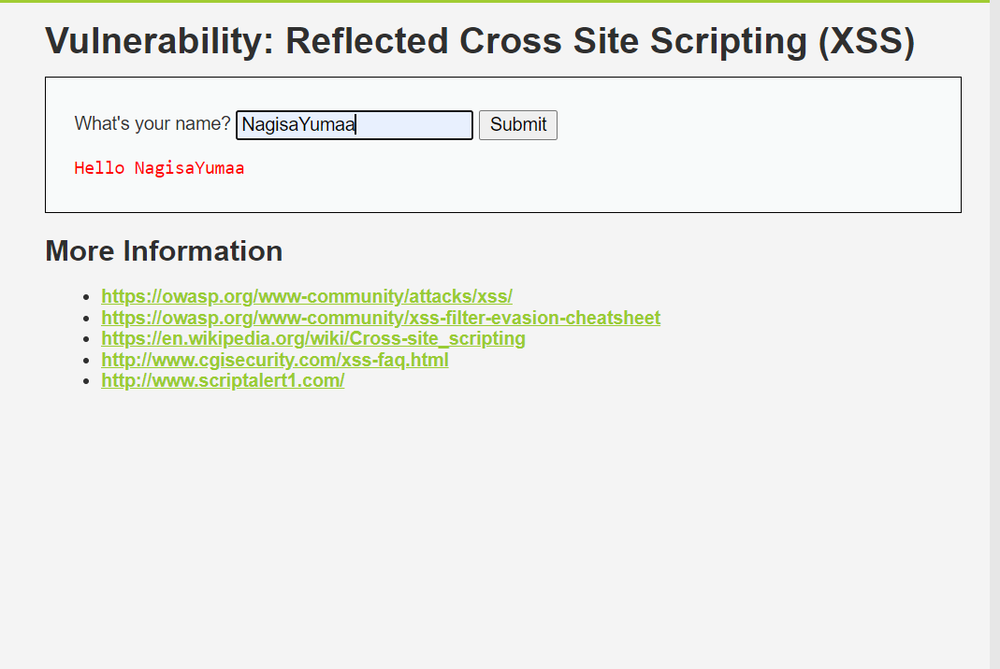 Vulnerability: Reflected Cross Site Scripting (XSS)
What's your name? NagisaYumaa Submit
Hello NagisaYumaa
More Information
https://owasp.org/www-community/attacks/xss/
https://owasp.org/www-community/xss-filter-evasion-cheatsheet
https://en.wikipedia.org/wiki/Cross-site_scripting
http://www.cgisecurity.com/xss-faq.html
http://www.scriptalert1.com/